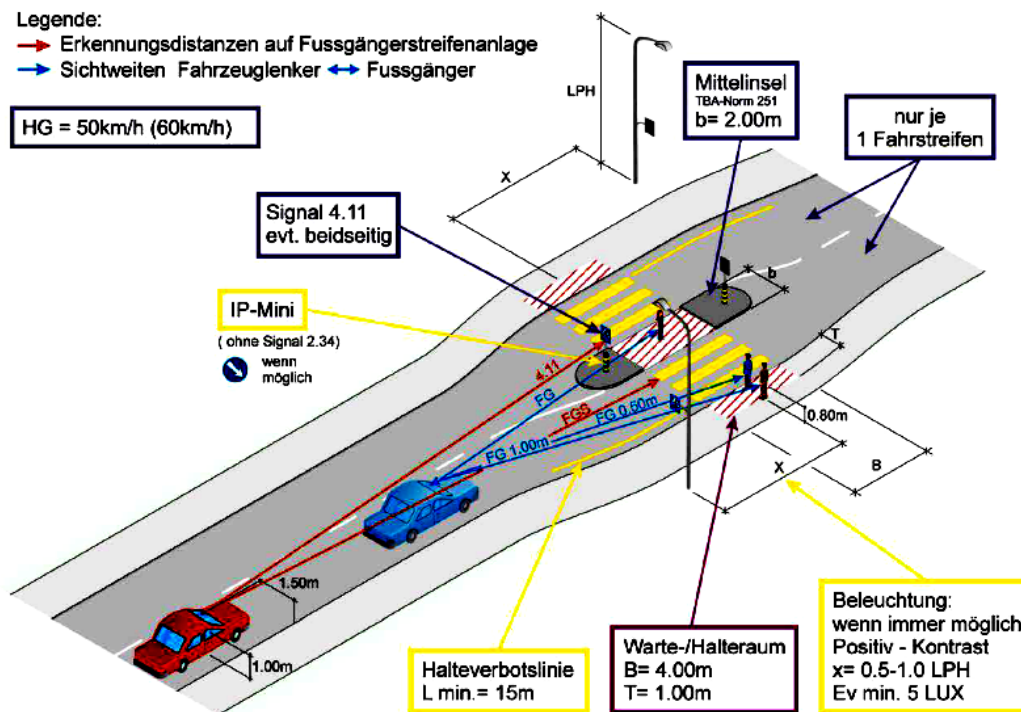 Legende:
Erkennungsdistanzen auf Fussgängerstreifenanlage
Sichtweiten Fahrzeuglenker Fussgänger
HG = 50km/h (60km/h)
LPH
Mittelinsel
TBA-Norm 251
b= 2.00m
nur je
1 Fahrstreifen
X
Signal 4.11
evt. beidseitig
b
IP-Mini
( ohne Signal 2.34)
wenn
möglich
T
4.11
FG
FGS
FG 0.50m
FG 1.00m
0.80m
X
B
1.50m
1.00m
Halteverbotslinie
L min.= 15m
Warte-/Halteraum
B= 4.00m
T= 1.00m
Beleuchtung:
wenn immer möglich
Positiv - Kontrast
x= 0.5-1.0 LPH
Ev min. 5 LUX